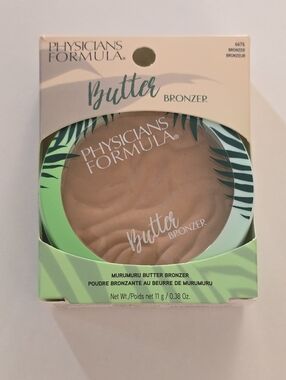 PHYSICIANS
FORMULA®
6676
BRONZER
BRONZEUR
Butter BRONZER
PHYSICIANS
FORMULA®
Butter
BRONZER
MURUMURU BUTTER BRONZER
POUDRE BRONZANTE AU BEURRE DE MURUMURU
Net Wt./Poids net 11 g / 0.38 Oz.